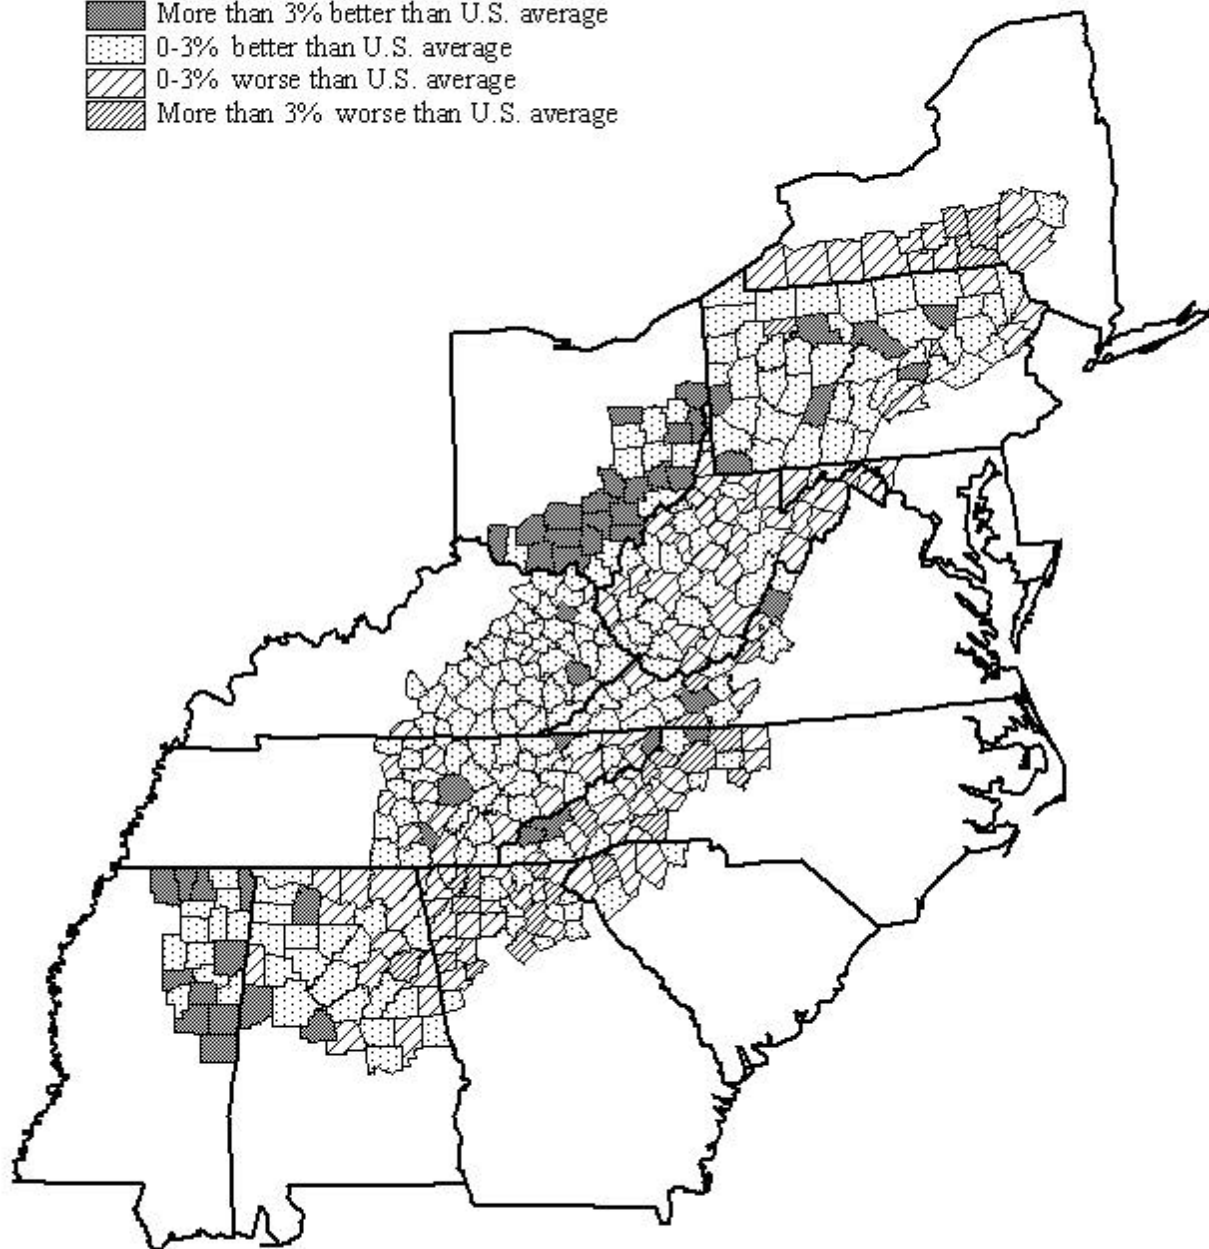 More than 3% better than U.S. average
0-3% better than U.S. average
0-3% worse than U.S. average
More than 3% worse than U.S. average